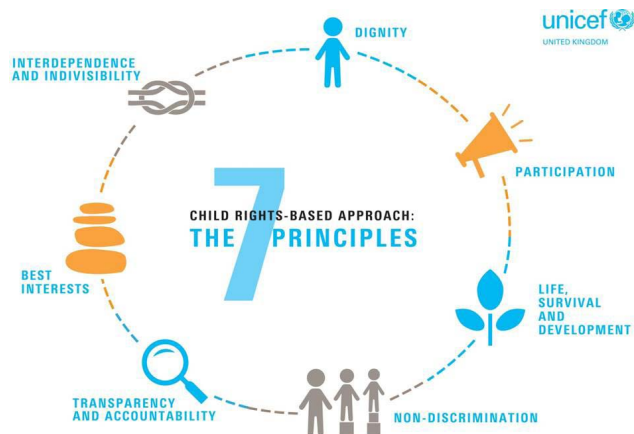 unicef
UNITED KINGDOM
DIGNITY
INTERDEPENDENCE
AND INDIVISIBILITY
PARTICIPATION
7
CHILD RIGHTS-BASED APPROACH:
THE PRINCIPLES
BEST
INTERESTS
LIFE,
SURVIVAL
AND
DEVELOPMENT
TRANSPARENCY
AND ACCOUNTABILITY
NON-DISCRIMINATION